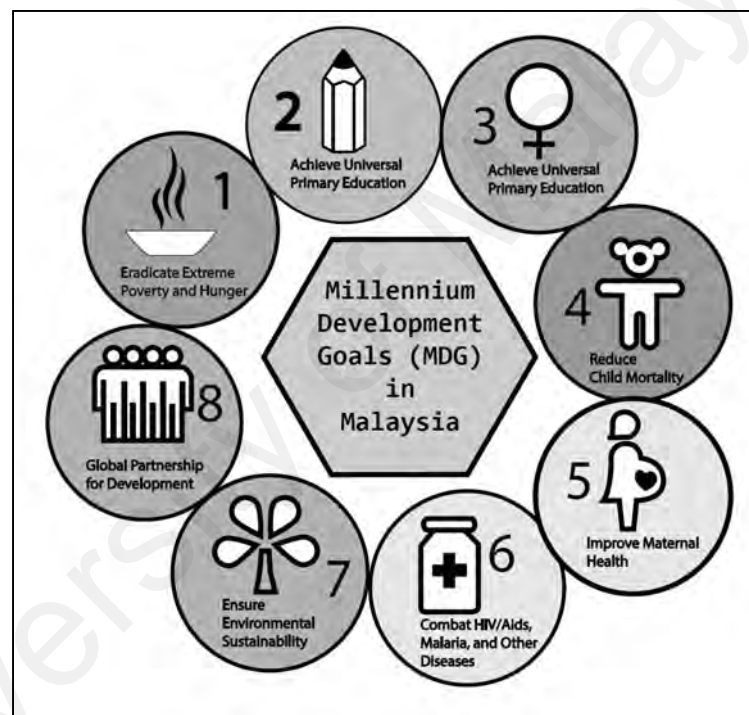 Millennium
Development
Goals (MDG)
in
Malaysia
1
Eradicate Extreme
Poverty and Hunger
2
Achieve Universal
Primary Education
3
Achieve Universal
Primary Education
4
Reduce
Child Mortality
5
Improve Maternal
Health
6
Combat HIV/Aids,
Malaria, and Other
Diseases
7
Ensure
Environmental
Sustainability
8
Global Partnership
for Development